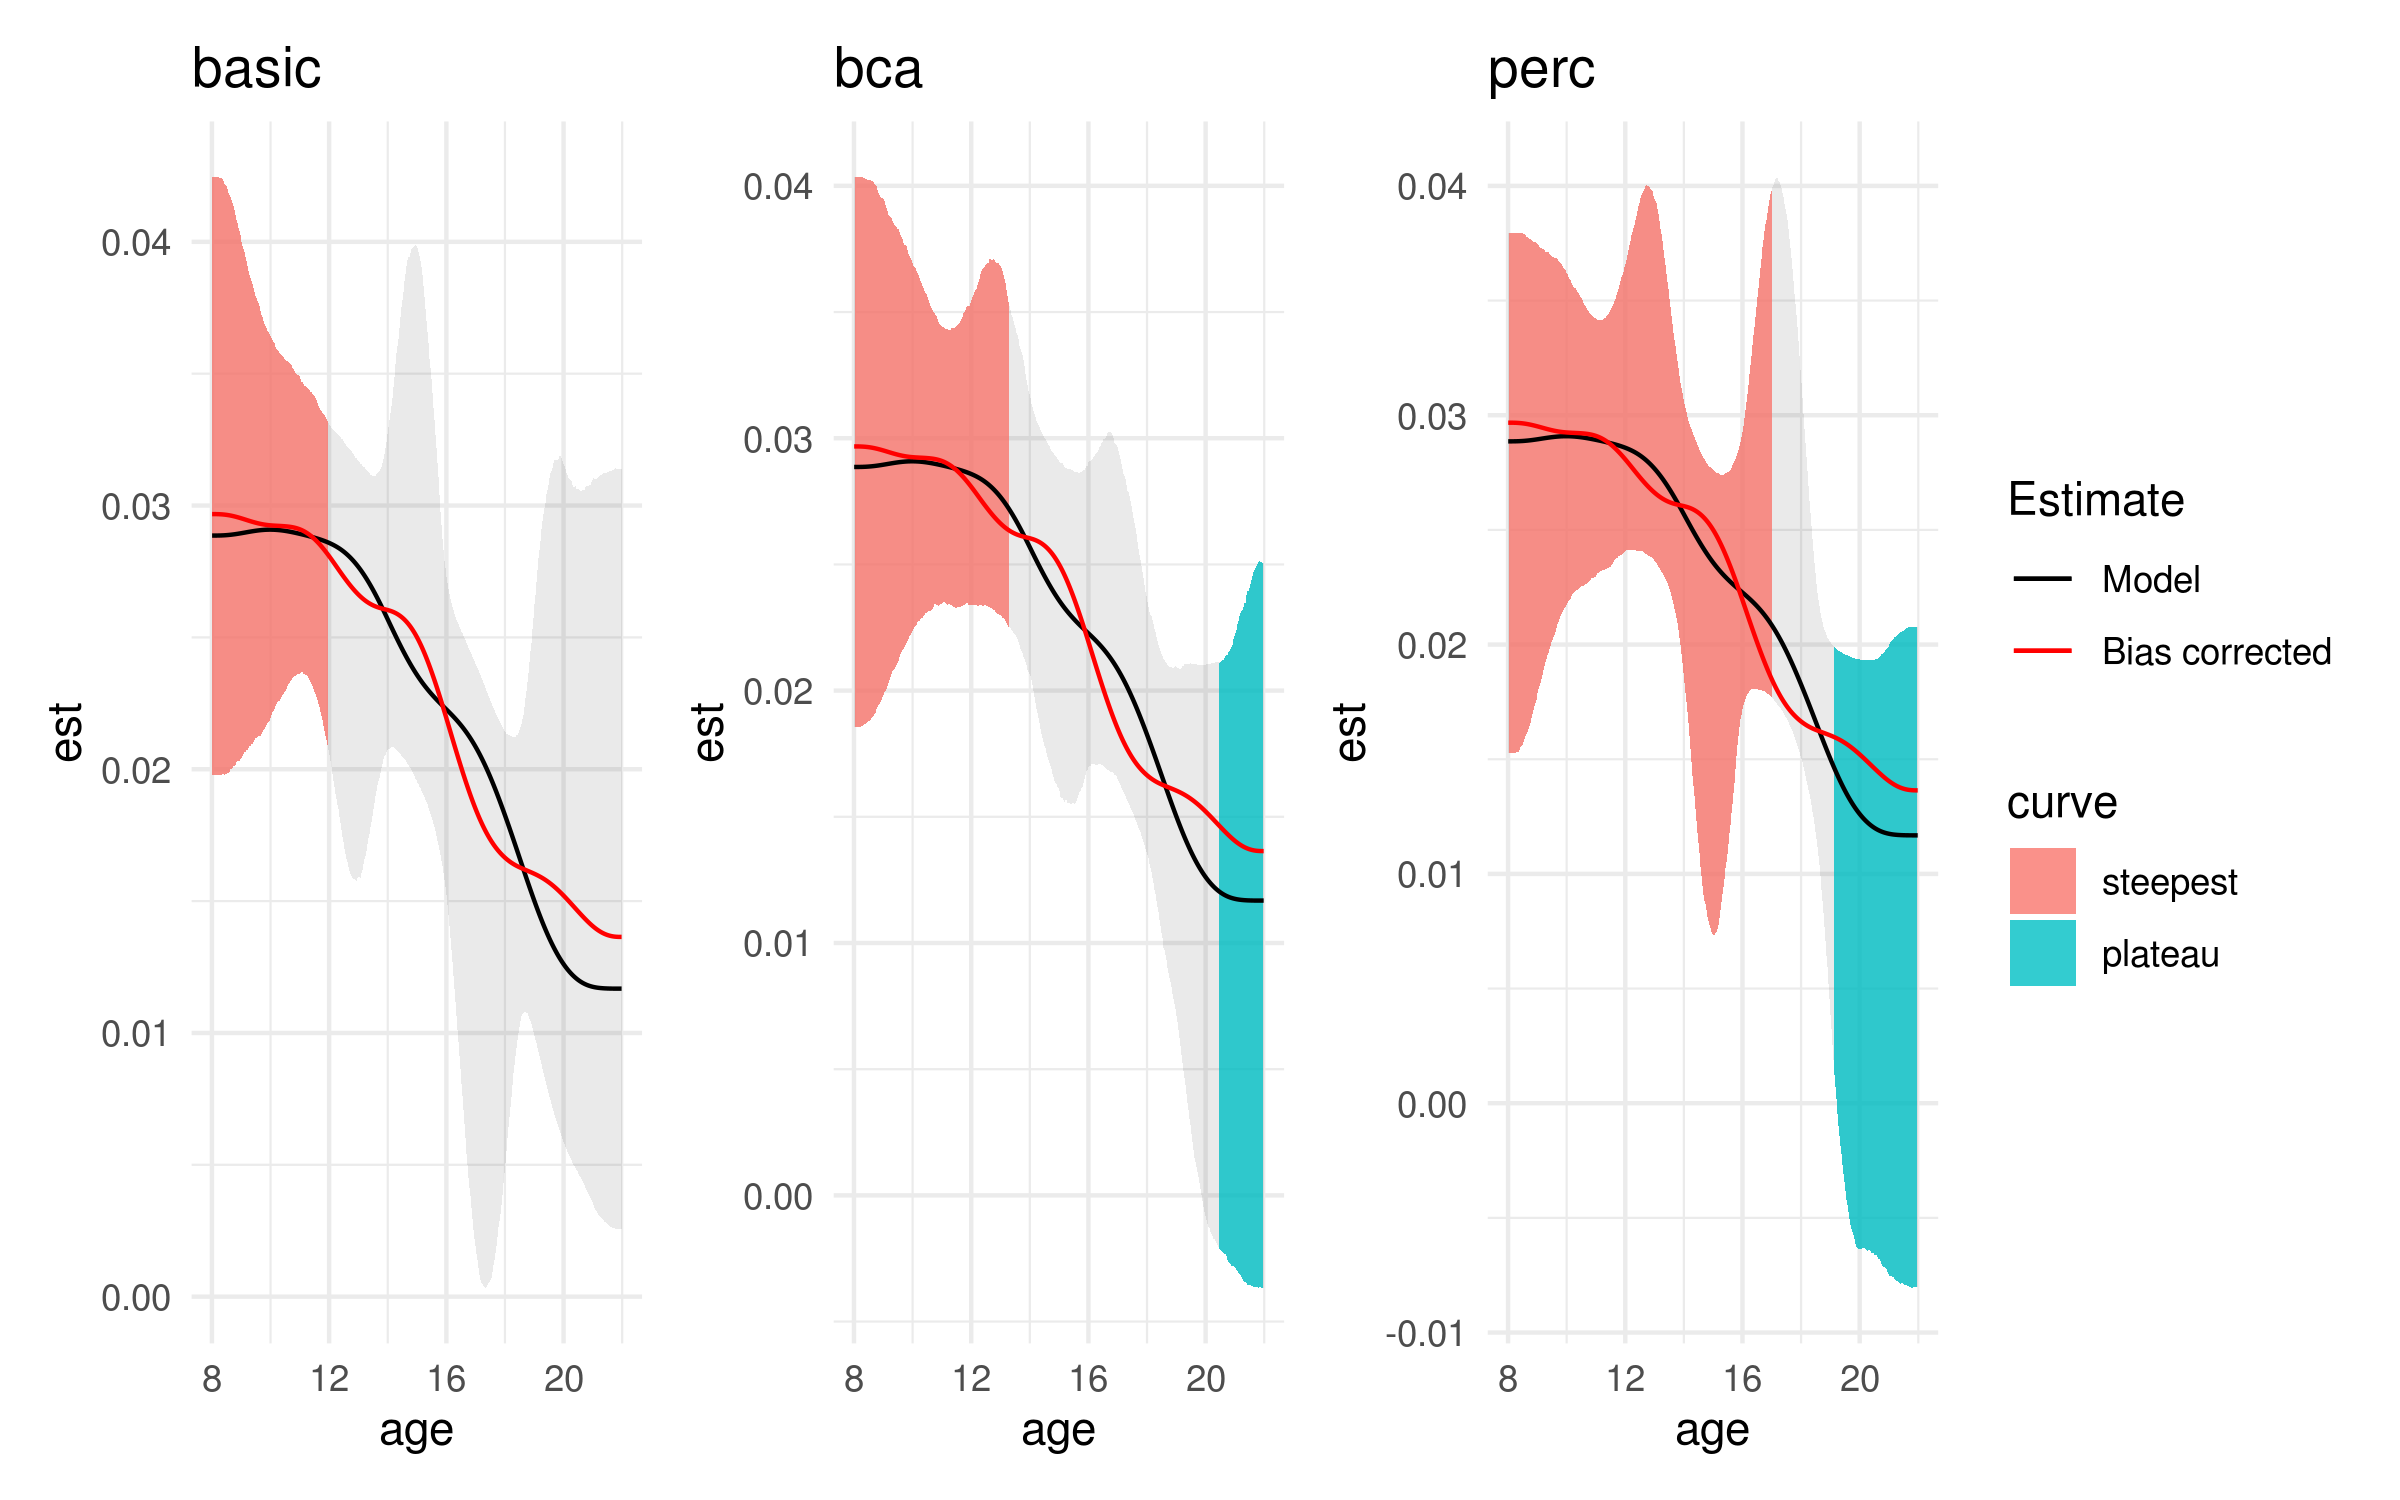 basic
bca
perc
0.04
0.03
0.02
0.01
0.00
est
8 12 16 20
age
0.04
0.03
0.02
0.01
0.00
est
8 12 16 20
age
0.04
0.03
0.02
0.01
0.00
-0.01
est
8 12 16 20
age
Estimate
Model
Bias corrected
curve
steepest
plateau